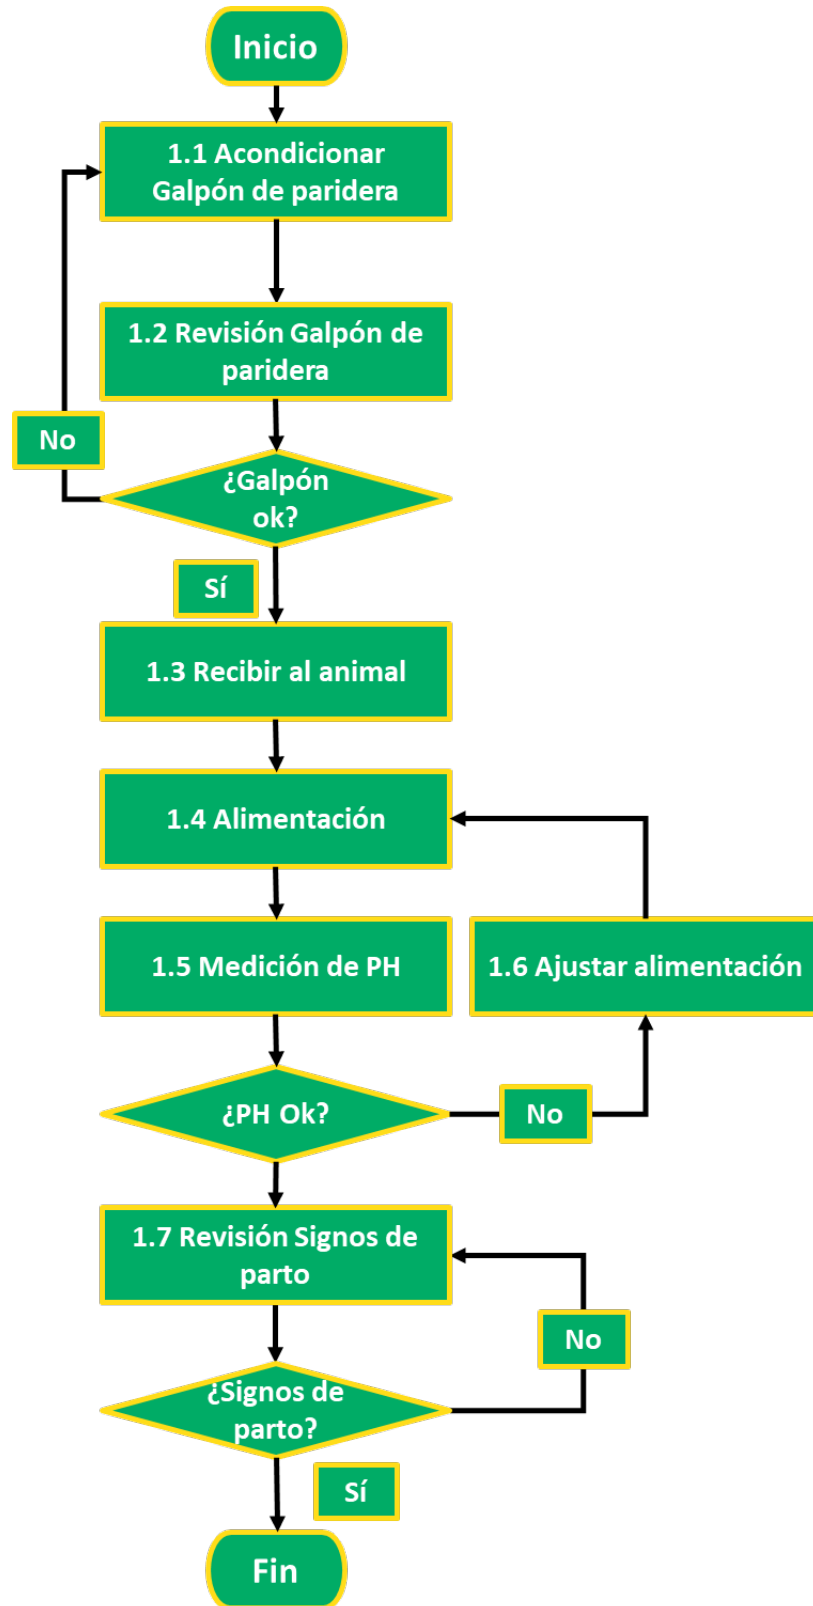 Inicio
1.1 Acondicionar
Galpón de paridera
1.2 Revisión Galpón de
paridera
No
¿Galpón
ok?
Sí
1.3 Recibir al animal
1.4 Alimentación
1.5 Medición de PH
1.6 Ajustar alimentación
¿PH Ok?
No
1.7 Revisión Signos de
parto
No
¿Signos de
parto?
Sí
Fin